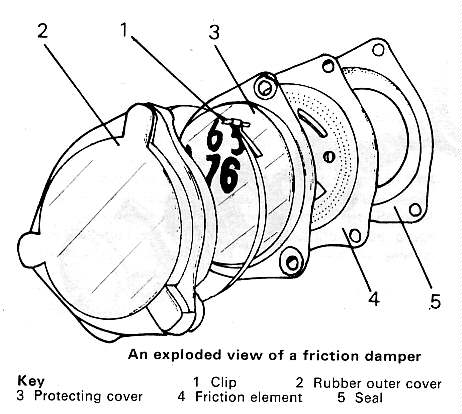 2 1 3
63
76
4 5
An exploded view of a friction damper
Key 1 Clip 2 Rubber outer cover
3 Protecting cover 4 Friction element 5 Seal